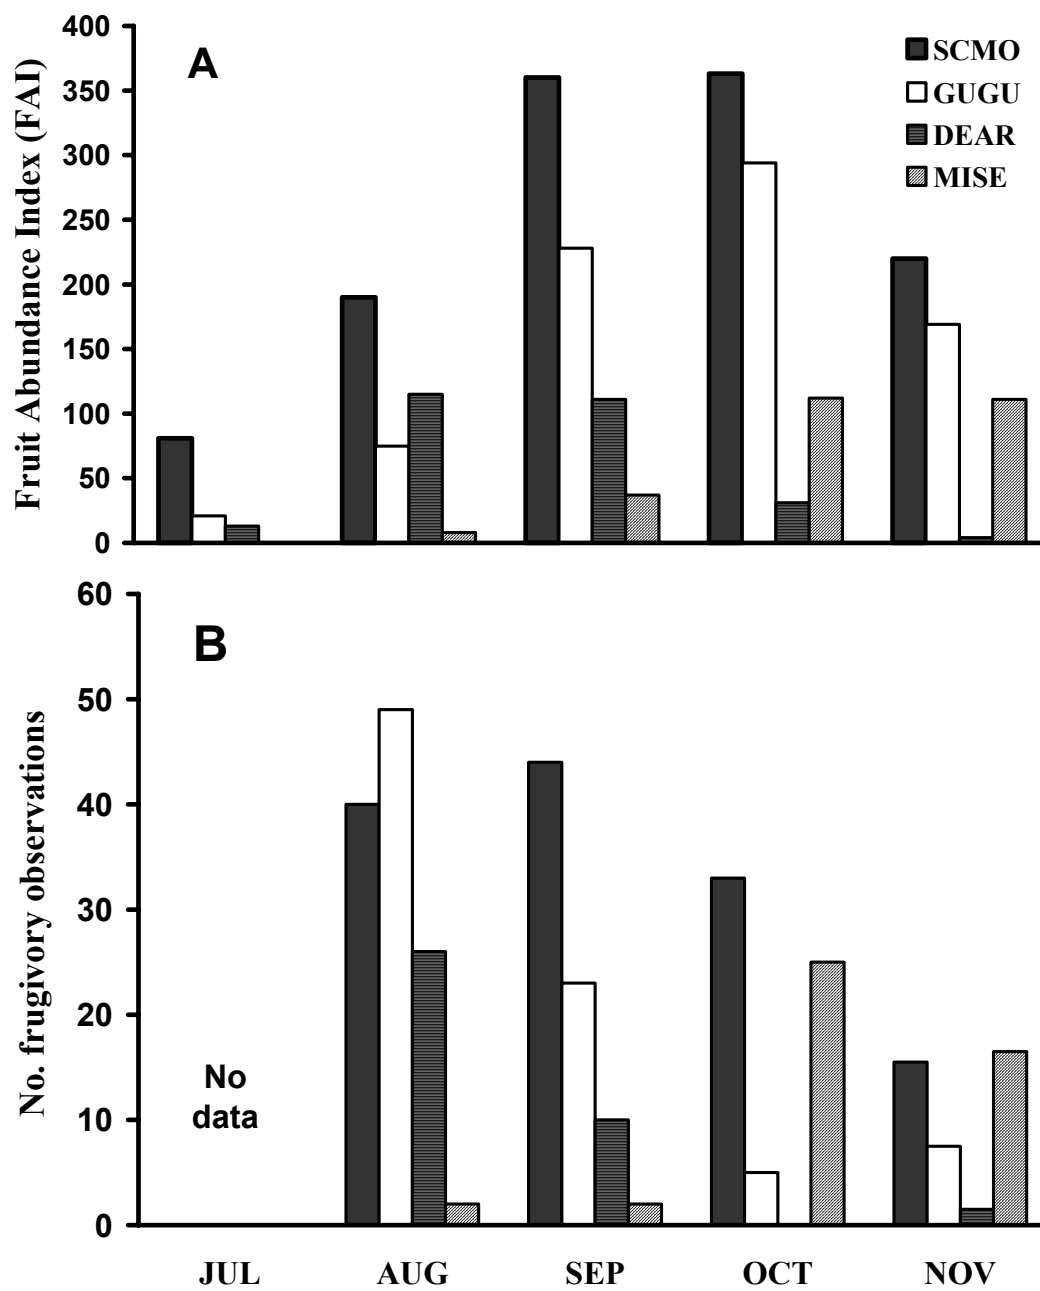 A
SCMO
GUGU
DEAR
MISE
Fruit Abundance Index (FAI)
400
350
300
250
200
150
100
50
0
B
No. frugivory observations
60
50
40
30
20
10
0
No
data
JUL AUG SEP OCT NOV